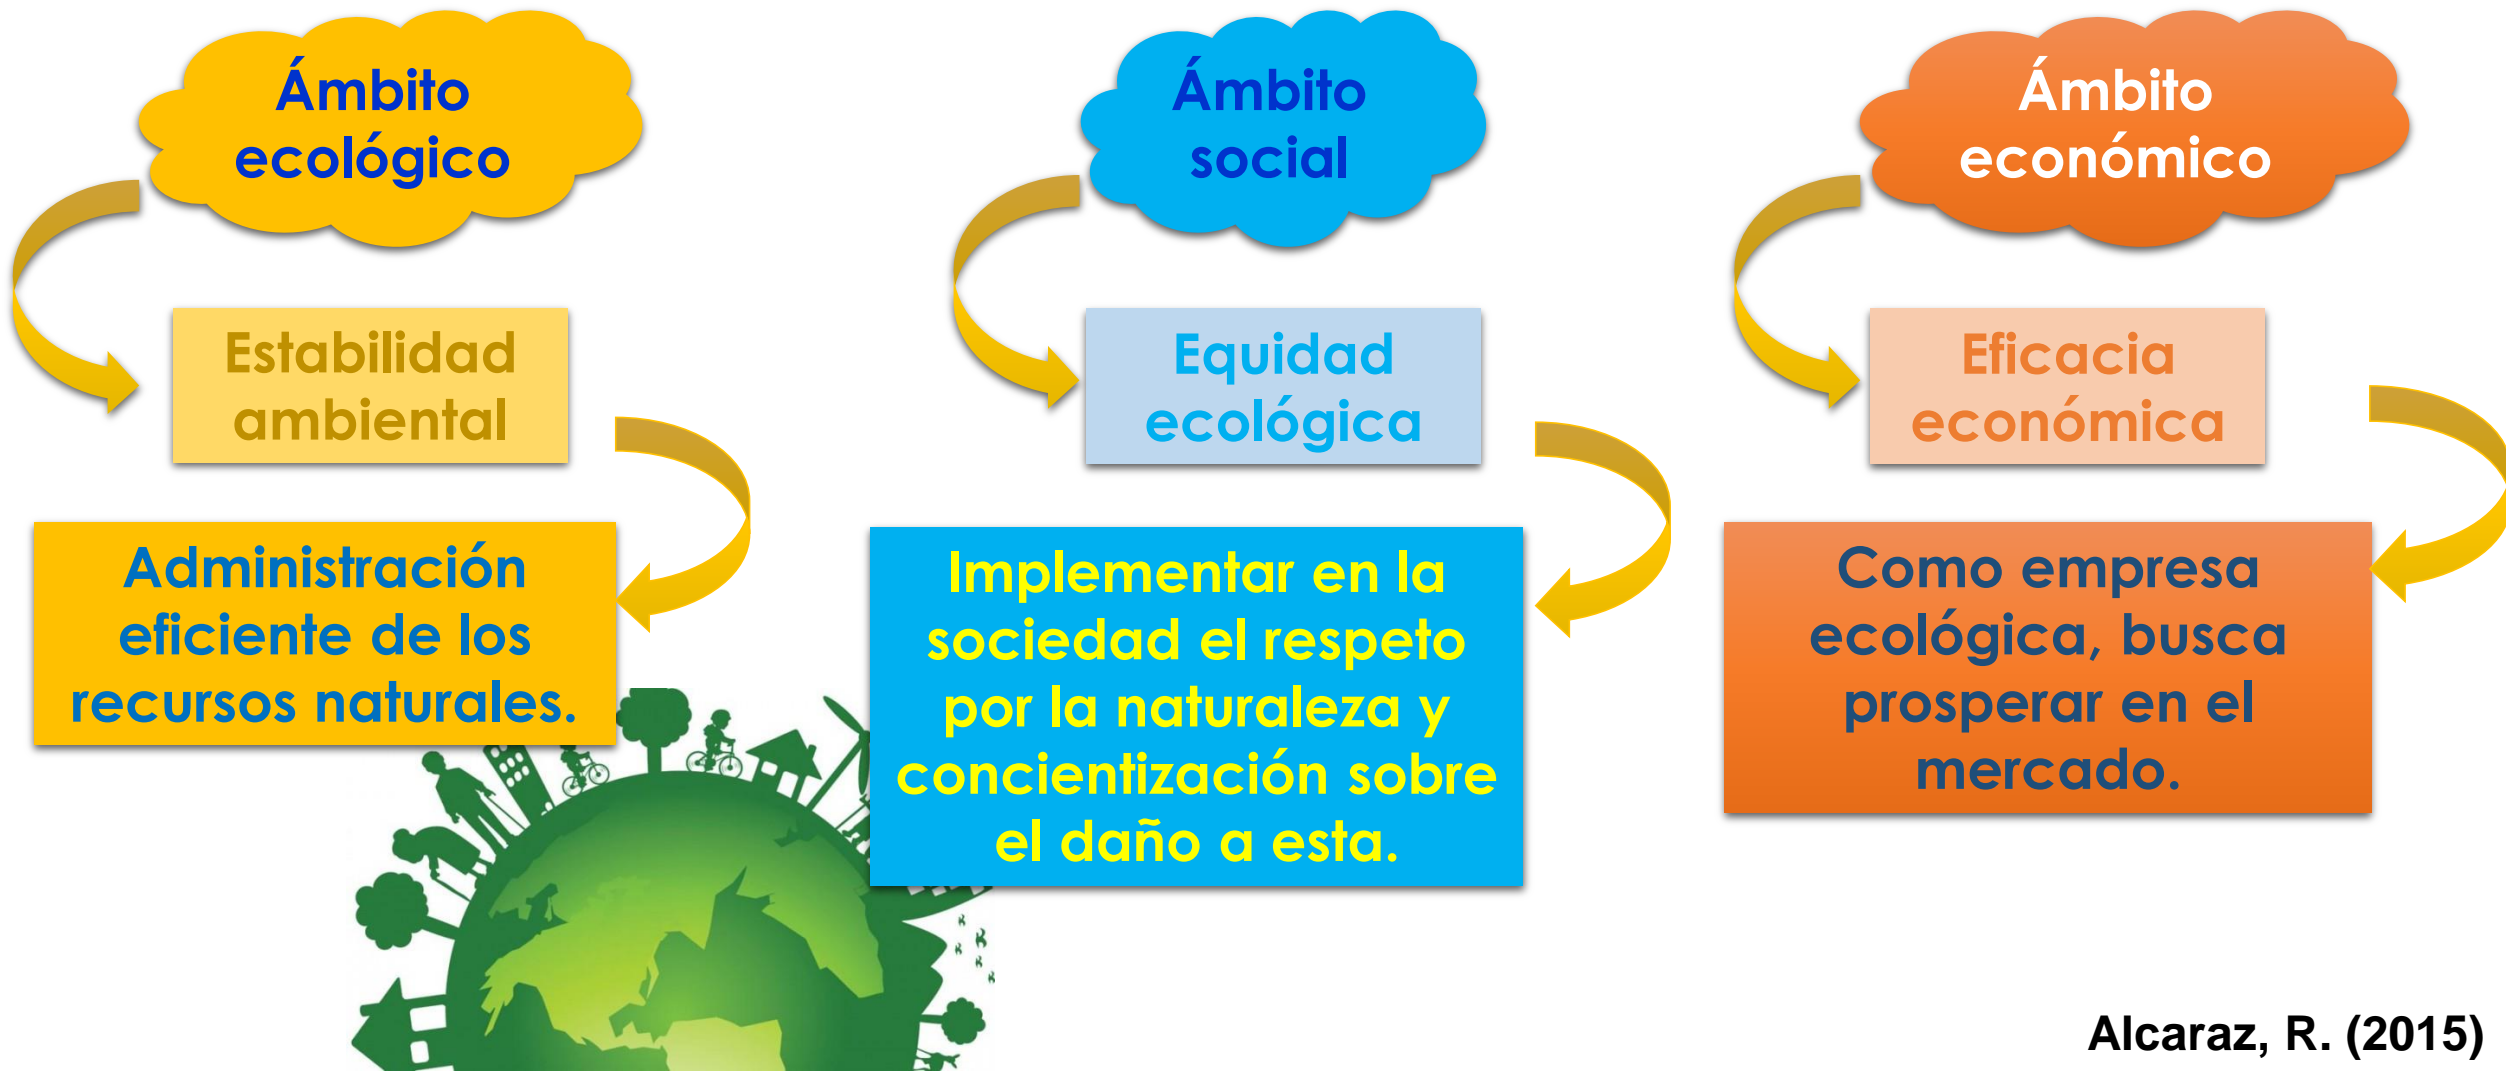 Ámbito
ecológico
Estabilidad
ambiental
Administración
eficiente de los
recursos naturales.
Ámbito
social
Equidad
ecológica
Implementar en la
sociedad el respeto
por la naturaleza y
concientización sobre
el daño a esta.
Ámbito
económico
Eficacia
económica
Como empresa
ecológica, busca
prosperar en el
mercado.
Alcaraz, R. (2015)